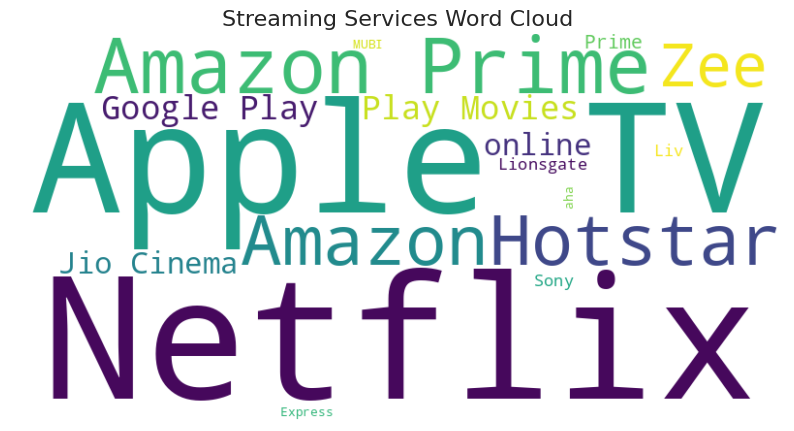 Streaming Services Word Cloud
MUBI
Prime
Amazon Prime
Zee
Google Play
Play Movies
Apple TV
online
Lionsgate
Liv
aha
Amazon
Hotstar
Jio Cinema
Sony
Netflix
Express